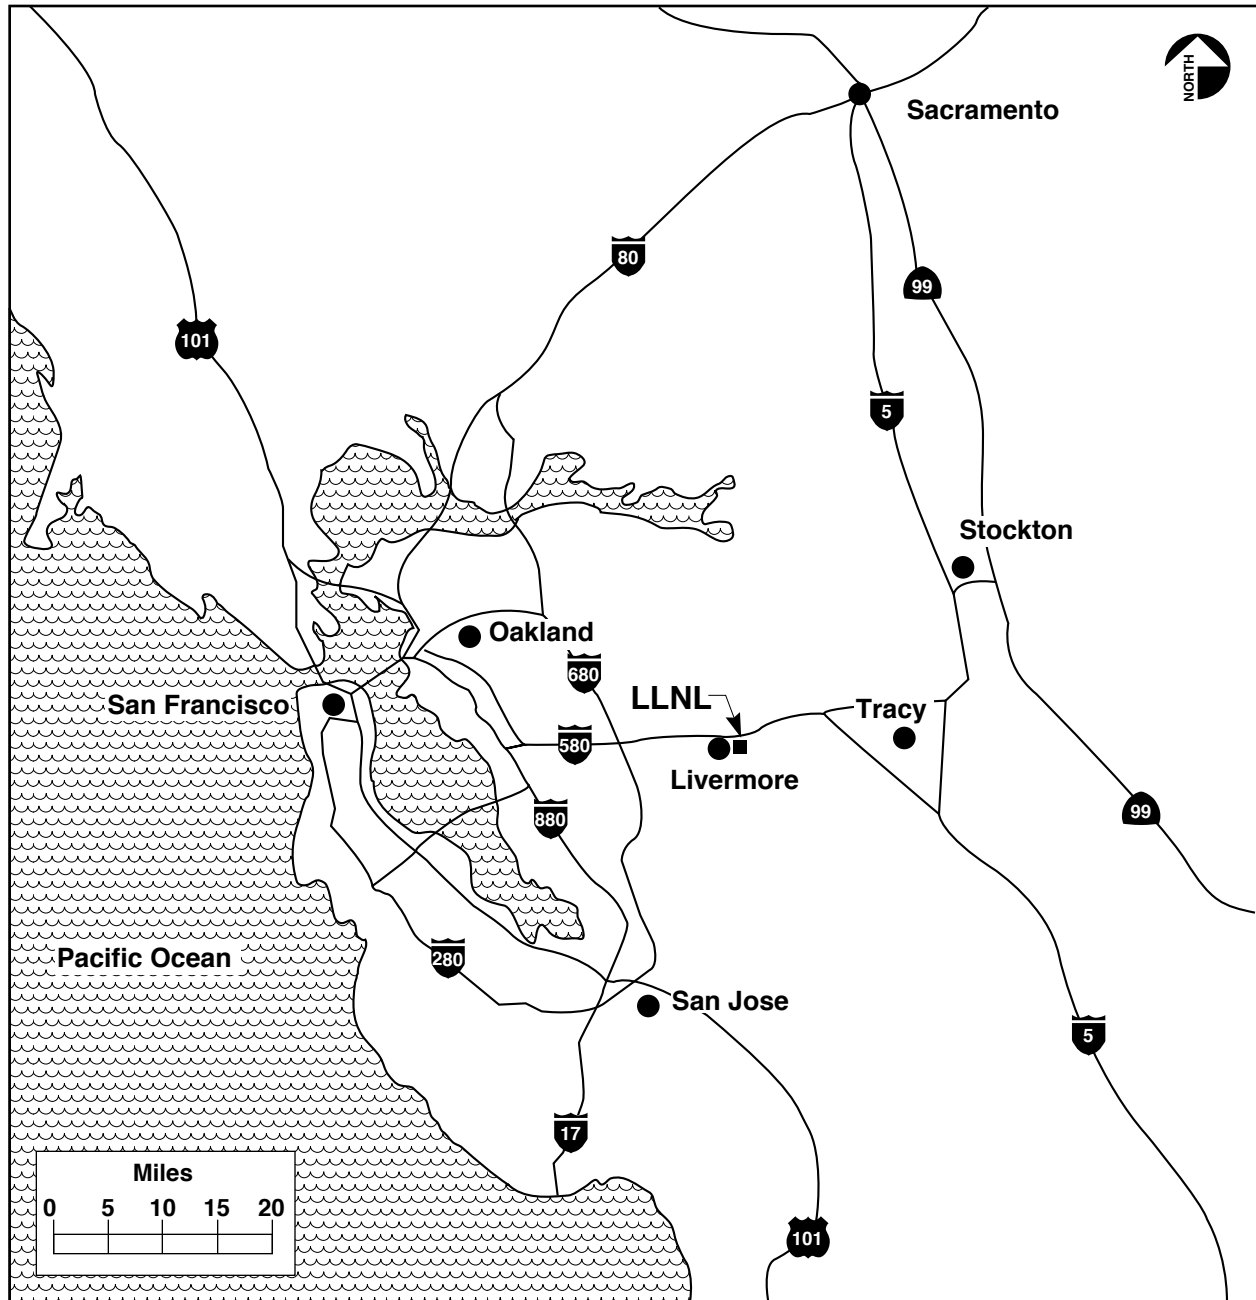 NORTH
Sacramento
80
99
101
5
Stockton
Oakland
680
LLNL
San Francisco
Tracy
580
Livermore
880
99
Pacific Ocean
280
San Jose
5
17
Miles
0 5 10 15 20
101